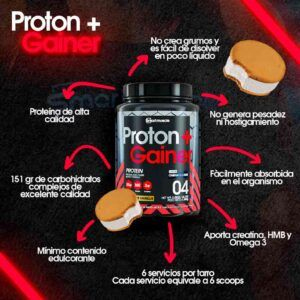 Proton +
Gainer
No crea grumos y
es fácil de disolver
en poco líquido
Proteína de alta
calidad
No genera pesadez
ni hostigamiento
151 gr de carbohidratos
complejos de
excelente calidad
Proton +
Gainer
PROTEIN
04
Fácilmente absorbida
en el organismo
Mínimo contenido
edulcorante
Aporta creatina, HMB y
Omega 3
6 servicios por tarro
Cada servicio equivale a 6 scoops